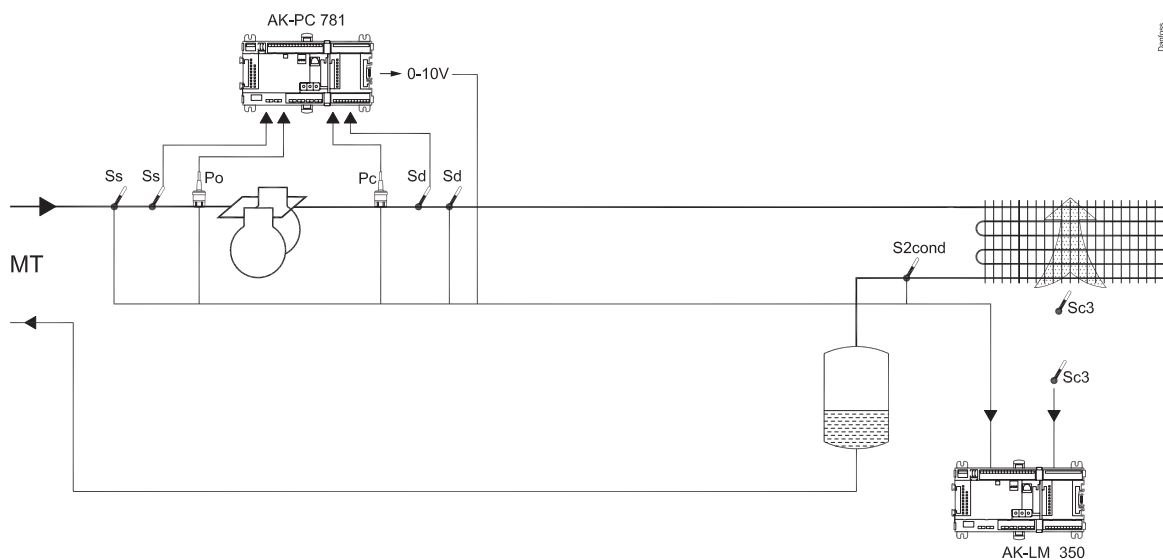 AK-PC 781
Danfoss
0-10V
Ss
Ss
Po
Pc
Sd
Sd
MT
S2cond
Sc3
Sc3
AK-LM 350